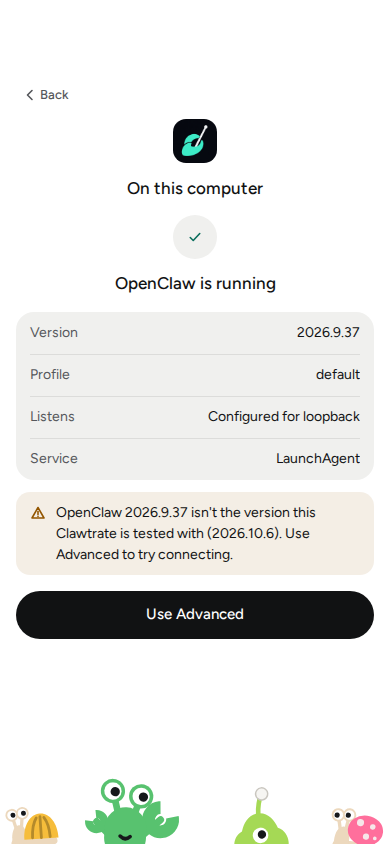 Back
On this computer
OpenClaw is running
Version 2026.9.37
Profile default
Listens Configured for loopback
Service LaunchAgent
OpenClaw 2026.9.37 isn't the version this
Clawtrate is tested with (2026.10.6). Use
Advanced to try connecting.
Use Advanced